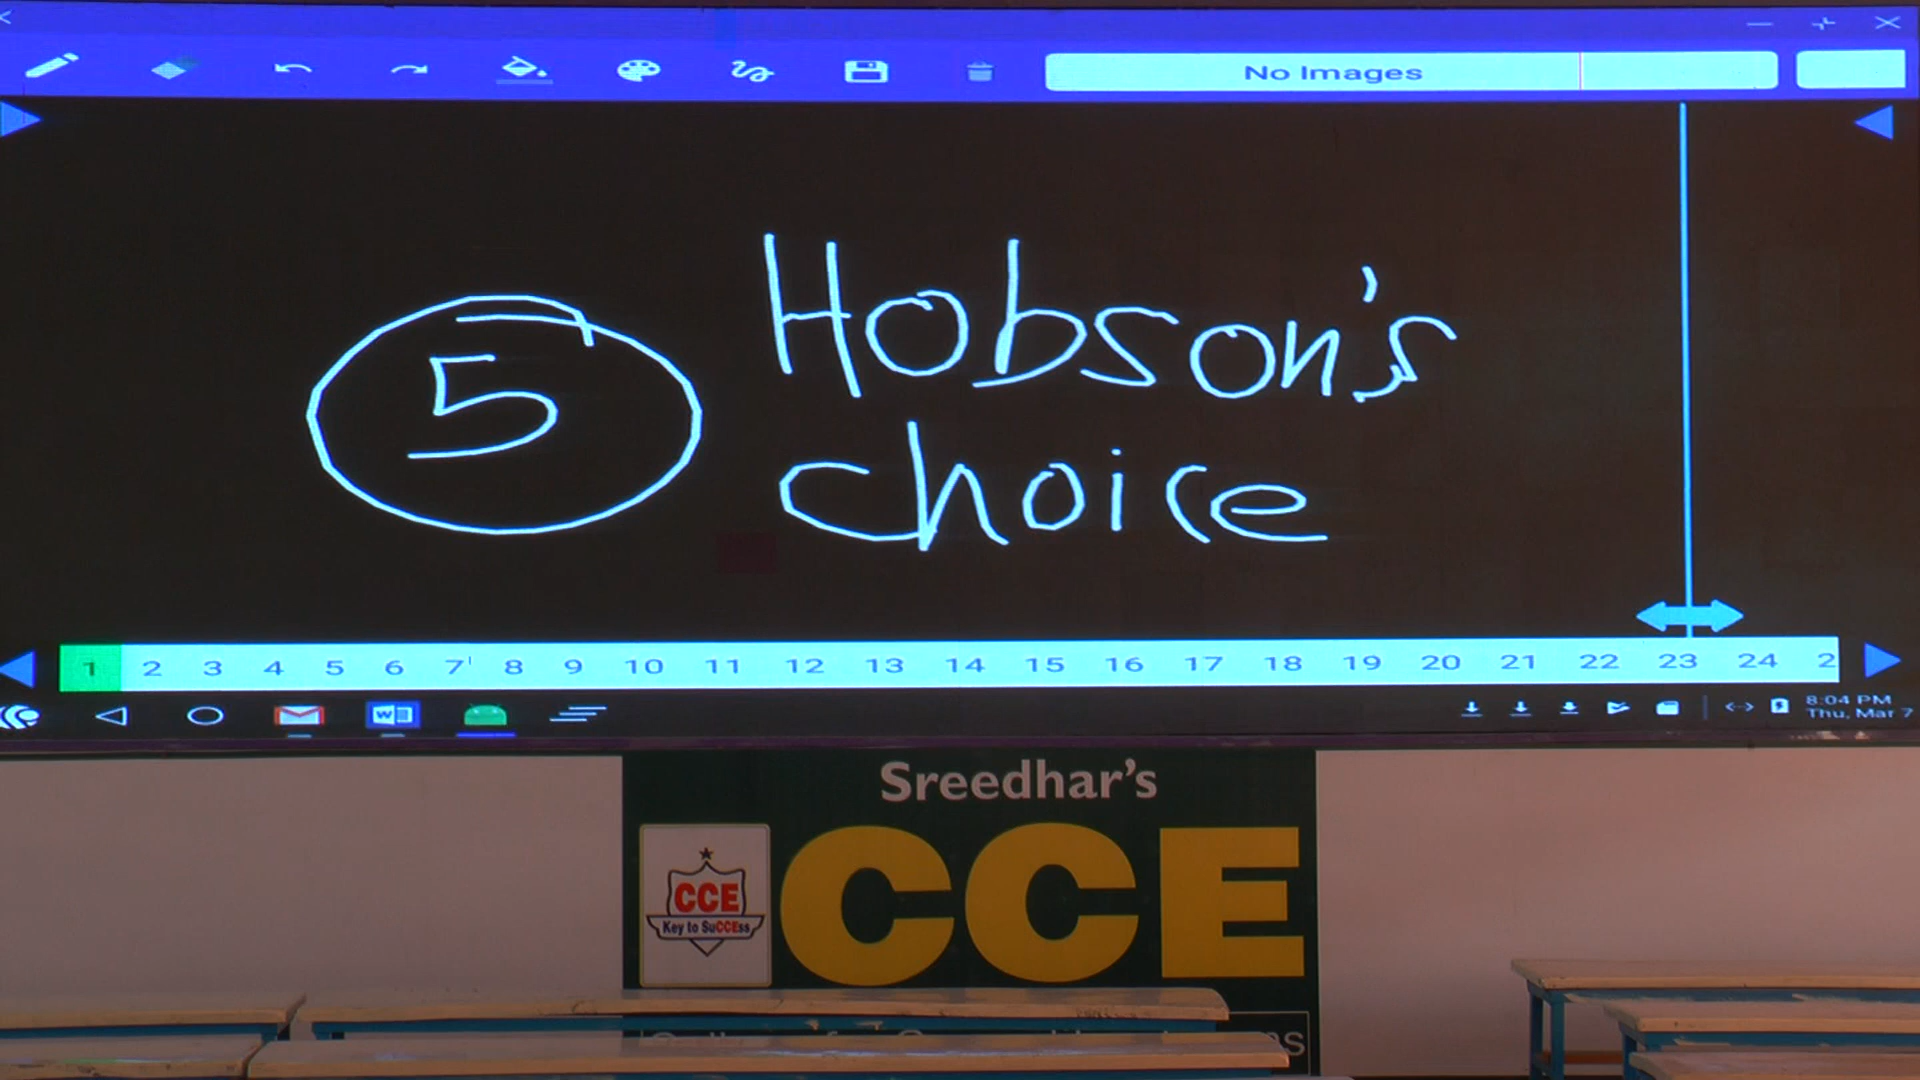 No Images
5
Hobson's
choice
1 2 3 4 5 6 7 8 9 10 11 12 13 14 15 16 17 18 19 20 21 22 23 24 2
8:04 PM
Thu, Mar 7
Sreedhar's
CCE
CCE
Key to SuCCEss